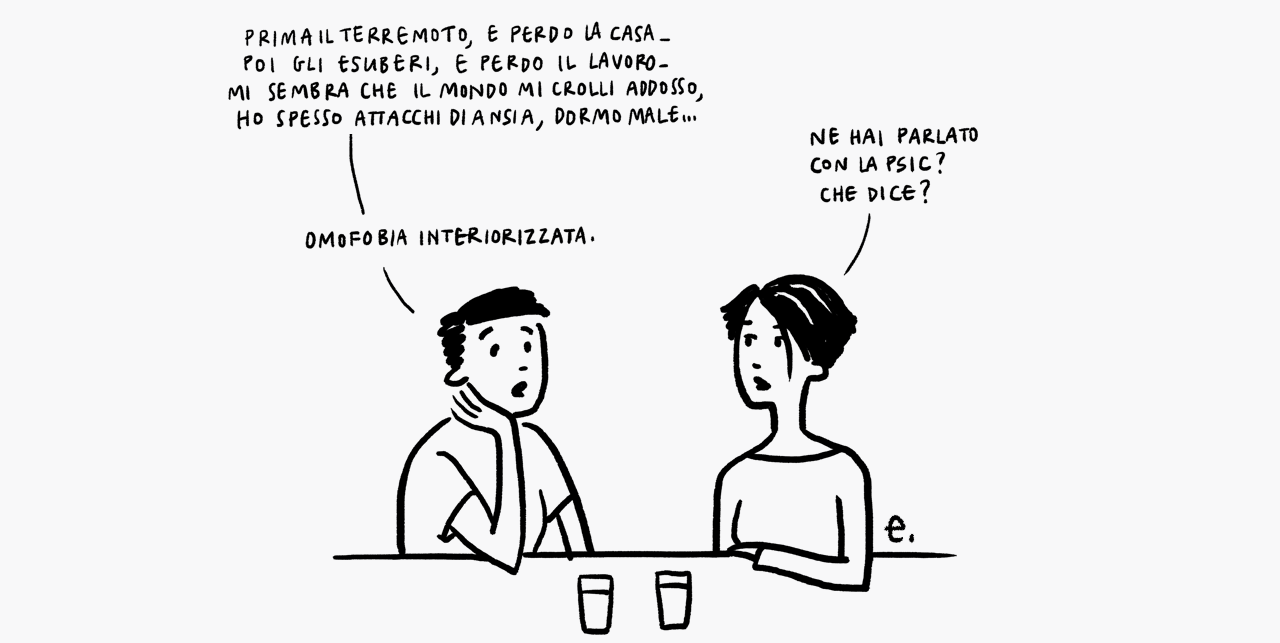 PRIMA IL TERREMOTO, E PERDO LA CASA_
POI GLI ESUBERI, E PERDO IL LAVORO_
MI SEMBRA CHE IL MONDO MI CROLLI ADDOSSO,
HO SPESSO ATTACCHI DI ANSIA, DORMO MALE...
NE HAI PARLATO
CON LA PSIC?
CHE DICE?
OMOFOBIA INTERIORIZZATA.
e.